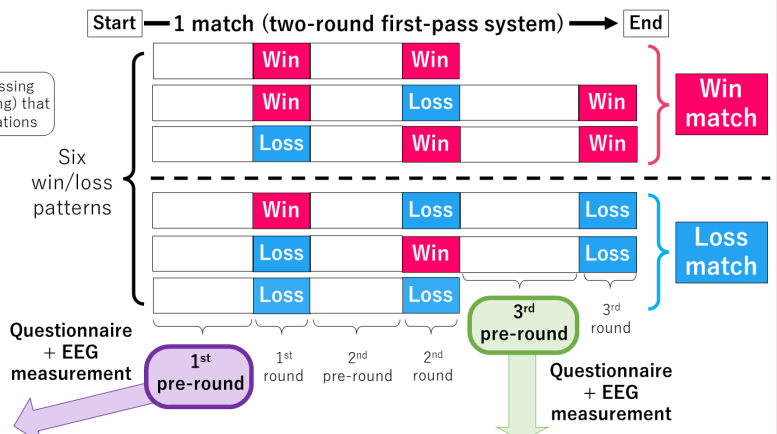 Start
1 match (two-round first-pass system)
End
Win
Win
Win
Loss
Win
Loss
Win
Win
Win
match
that
Six
win/loss
patterns
Win
Loss
Loss
Loss
Win
Loss
Loss
Loss
Loss
match
Questionnaire
+ EEG
measurement
1st
pre-round
1st
round
2nd
pre-round
2nd
round
3rd
pre-round
3rd
round
Questionnaire
+ EEG
measurement